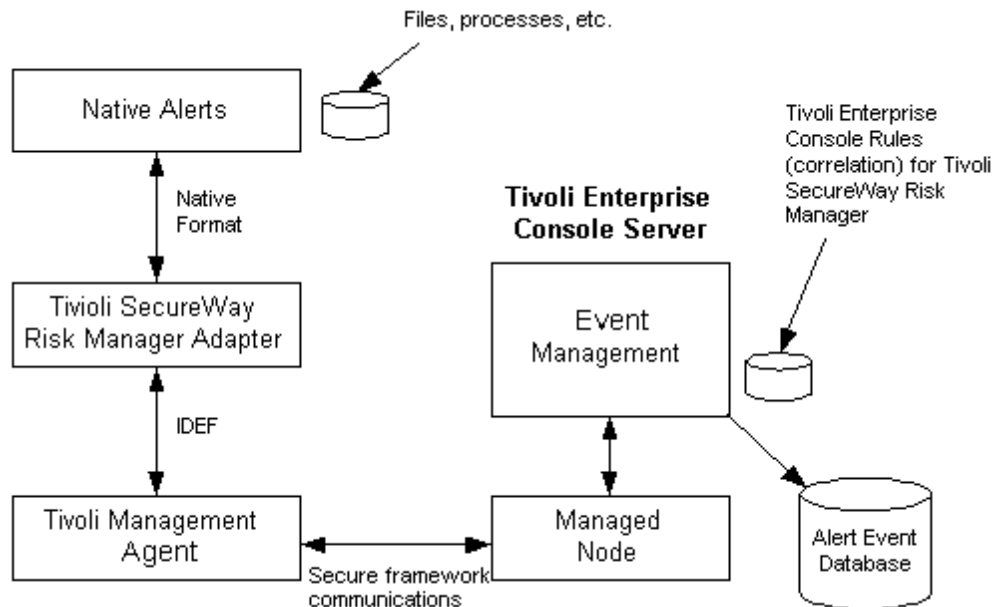 Files, processes, etc.
Native Alerts
Tivoli Enterprise
Console Rules
(correlation) for Tivoli
SecureWay Risk
Manager
Native
Format
Tivoli Enterprise
Console Server
Tivioli SecureWay
Risk Manager Adapter
Event
Management
IDEF
Tivoli Management
Agent
Managed
Node
Alert Event
Database
Secure framework
communications